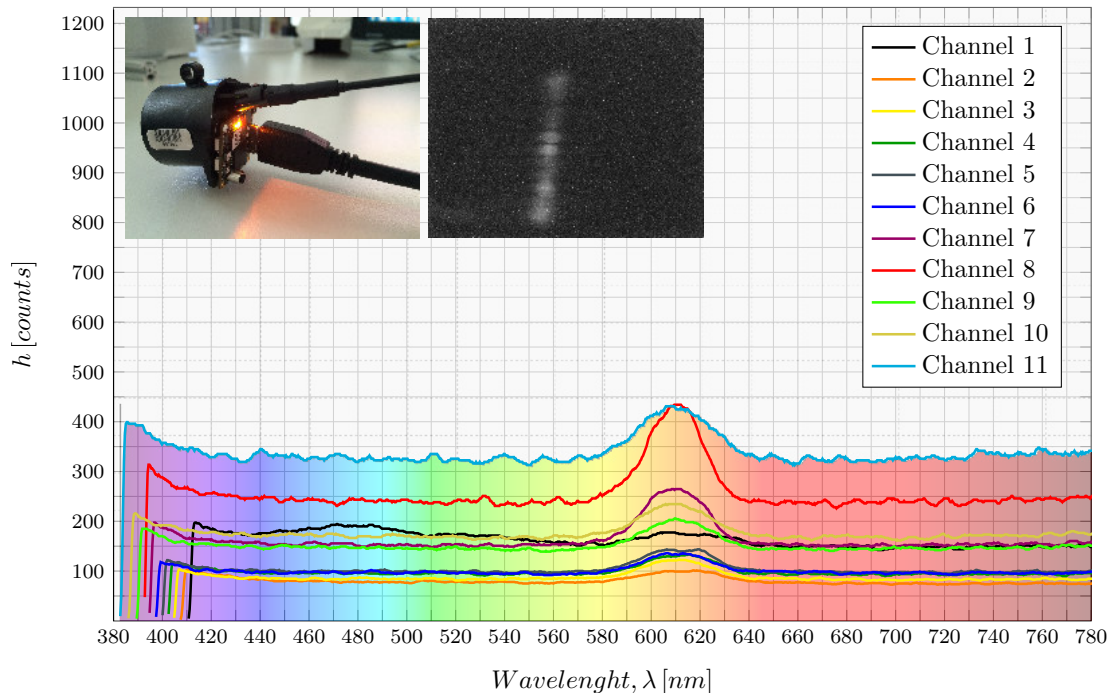 1200
1100
1000
900
800
700
600
500
400
300
200
100
h [counts]
383 400 420 440 460 480 500 520 540 560 580 600 620 640 660 680 700 720 740 760 780
Wavelenght, λ [nm]
Channel 1
Channel 2
Channel 3
Channel 4
Channel 5
Channel 6
Channel 7
Channel 8
Channel 9
Channel 10
Channel 11